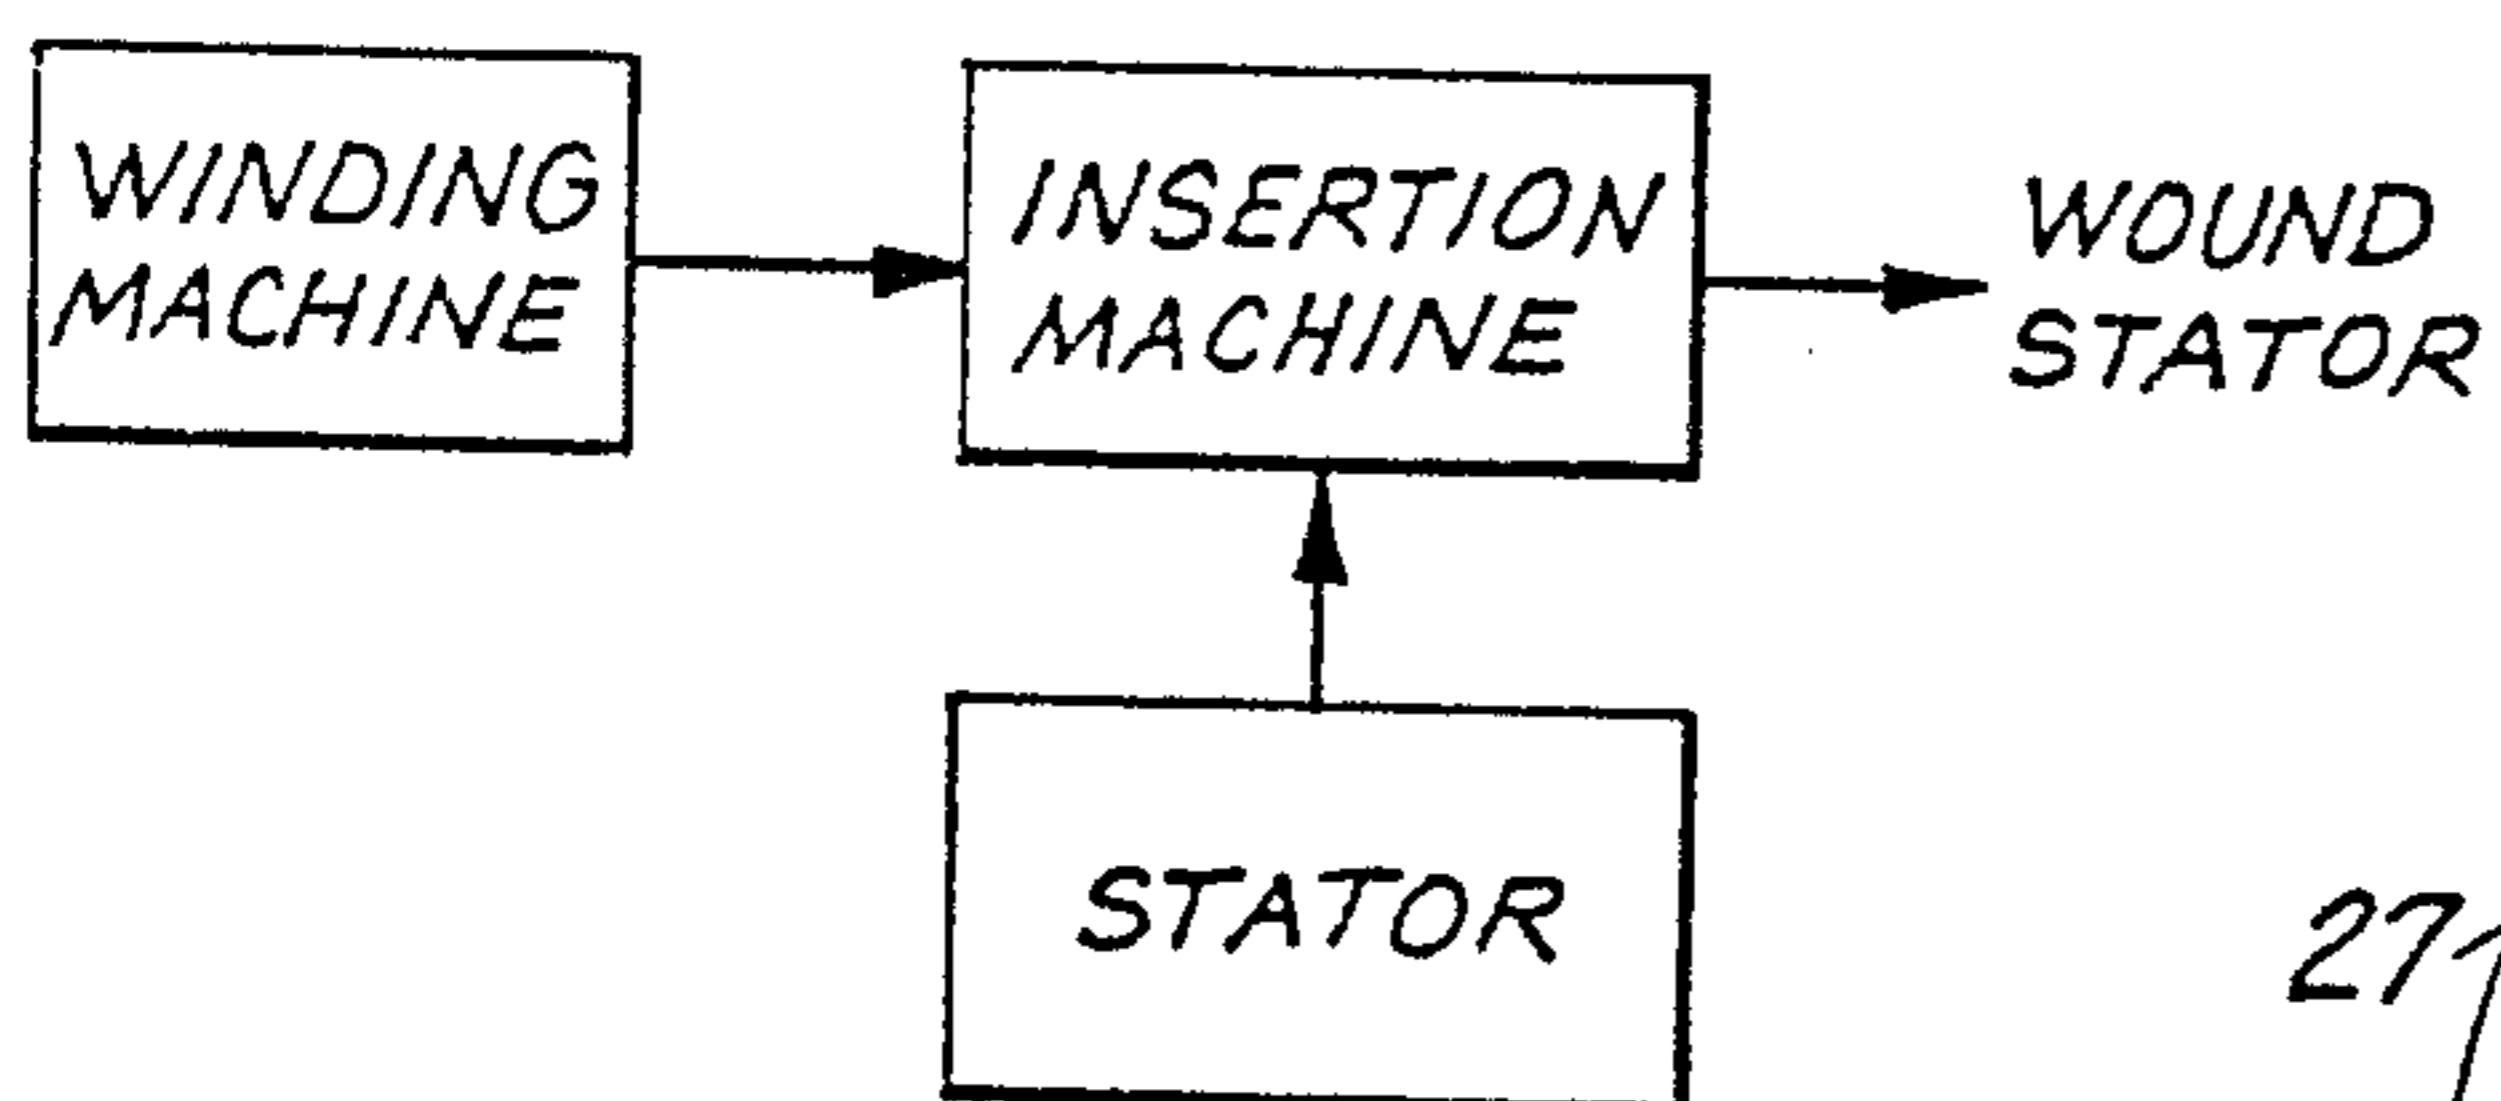 WINDING
MACHINE
INSERTION
MACHINE
WOUND
STATOR
STATOR
27